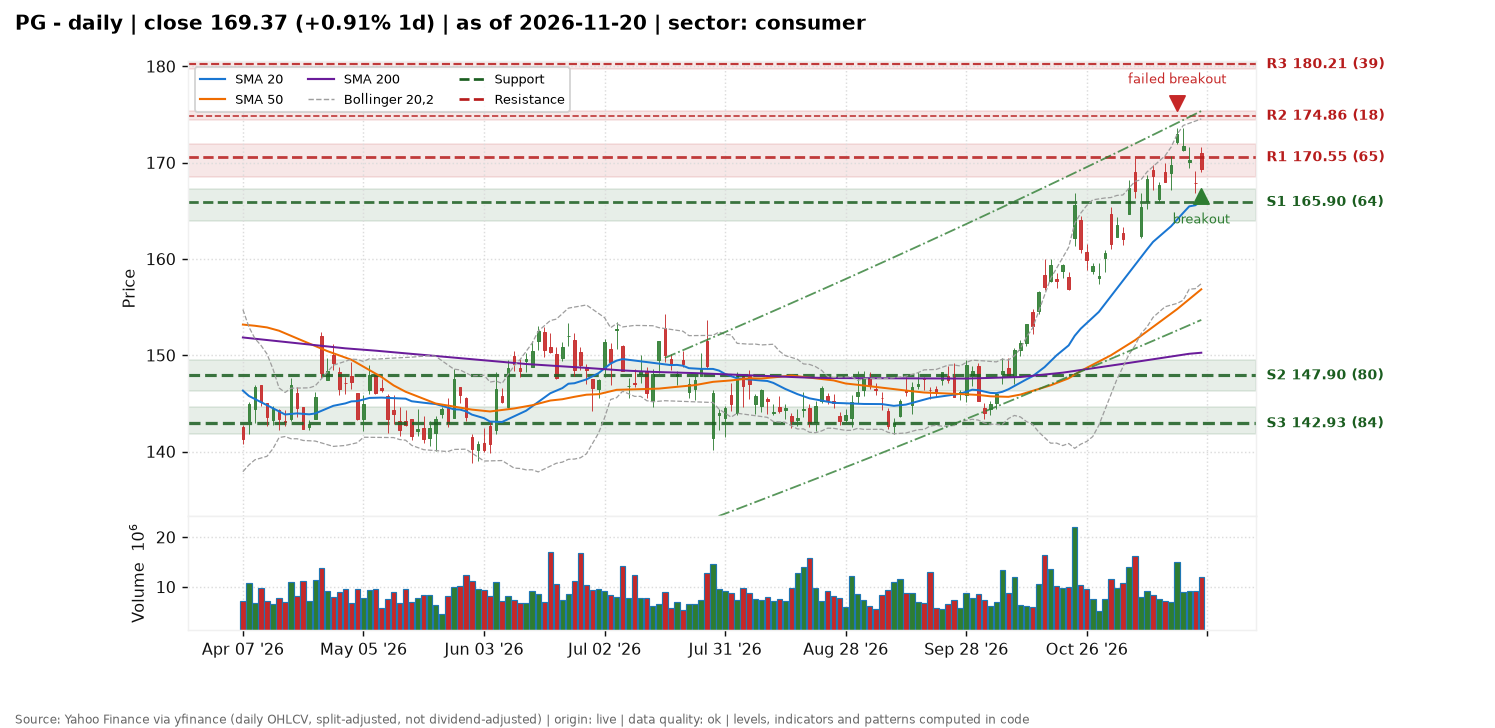 PG - daily | close 169.37 (+0.91% 1d) | as of 2026-11-20 | sector: consumer
SMA 20
SMA 50
SMA 200
Bollinger 20,2
Support
Resistance
failed breakout
breakout
R3 180.21 (39)
R2 174.86 (18)
R1 170.55 (65)
S1 165.90 (64)
S2 147.90 (80)
S3 142.93 (84)
Price
180
170
160
150
140
Volume 10⁶
20
10
Apr 07 '26 May 05 '26 Jun 03 '26 Jul 02 '26 Jul 31 '26 Aug 28 '26 Sep 28 '26 Oct 26 '26
Source: Yahoo Finance via yfinance (daily OHLCV, split-adjusted, not dividend-adjusted) | origin: live | data quality: ok | levels, indicators and patterns computed in code